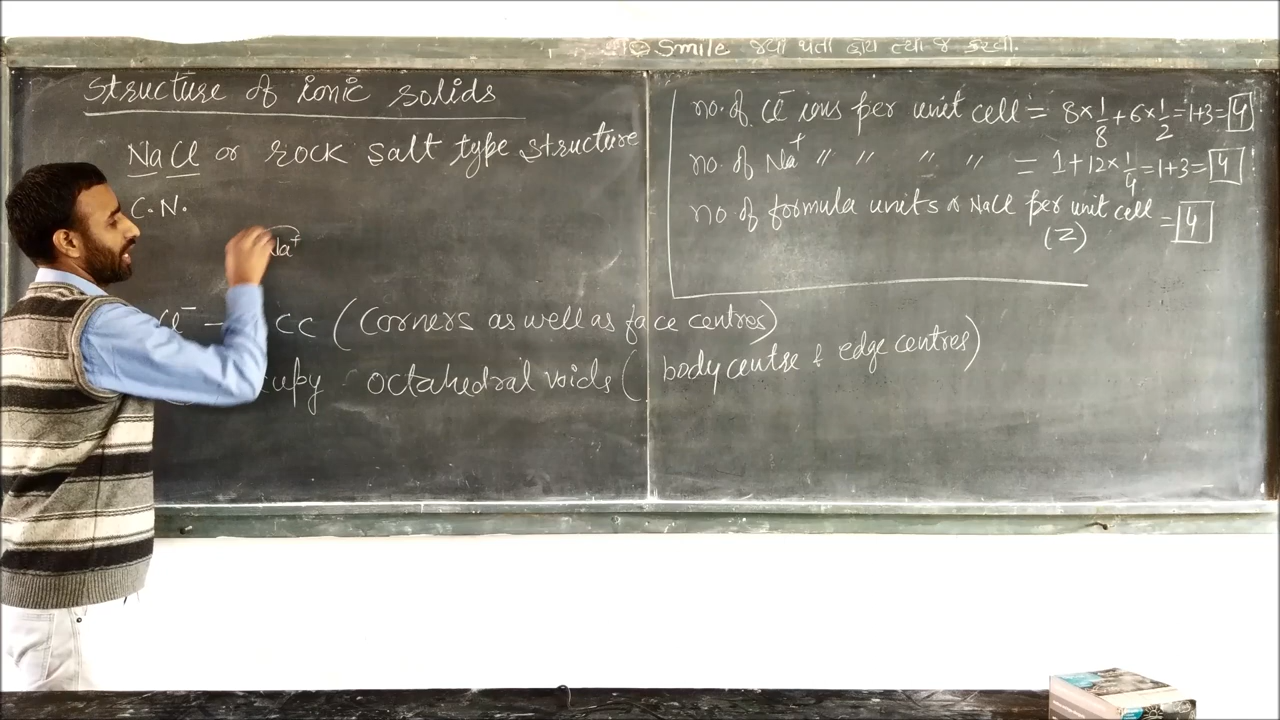 Smile
Structure of ionic solids
NaCl or rock salt type structure
C.N.
Na⁺
Cl⁻ — CC (Corners as well as face centres)
cupy octahedral voids ( body centre & edge centres)
no. of Cl⁻ ions per unit cell = 8×1/8 + 6×1/2 = 1+3 = 4
no. of Na⁺ " " " " = 1+12×1/4 = 1+3 = 4
no of formula units of NaCl per unit cell = 4
(Z)